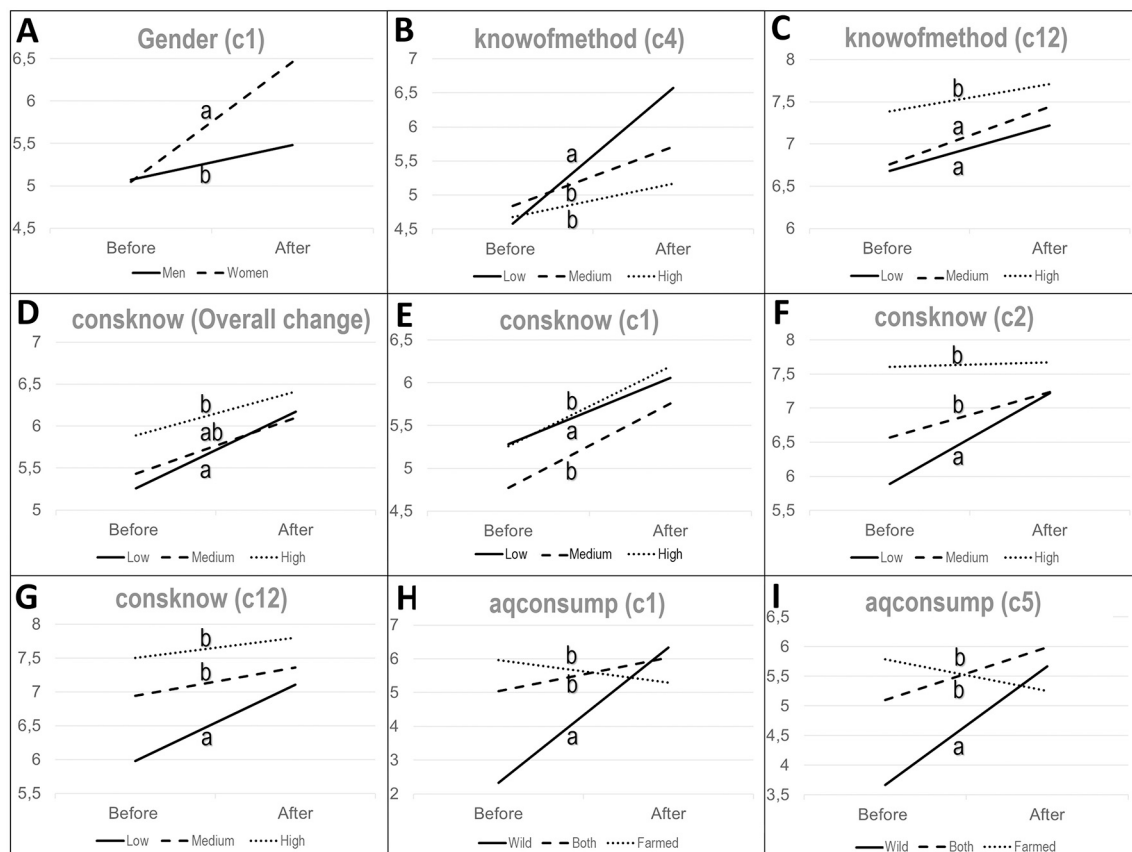 A
Gender (c1)
6,5
6
a
5,5
5
b
4,5
Before After
Men Women
B
knowofmethod (c4)
7
6,5
6
a
5,5
5
b
b
4,5
Before After
Low Medium High
C
knowofmethod (c12)
8
7,5
b
a
7
a
6,5
6
Before After
Low Medium High
D
consknow (Overall change)
7
6,5
b
6
ab
a
5,5
5
Before After
Low Medium High
E
consknow (c1)
6,5
6
b
5,5
a
5
b
4,5
Before After
Low Medium High
F
consknow (c2)
8
7,5
b
7
b
6,5
a
6
5,5
Before After
Low Medium High
G
consknow (c12)
8
b
7,5
b
7
6,5
a
6
5,5
Before After
Low Medium High
H
aqconsump (c1)
7
6
b
5
b
4
a
3
2
Before After
Wild Both Farmed
I
aqconsump (c5)
6,5
6
b
5,5
b
5
4,5
a
4
3,5
Before After
Wild Both Farmed